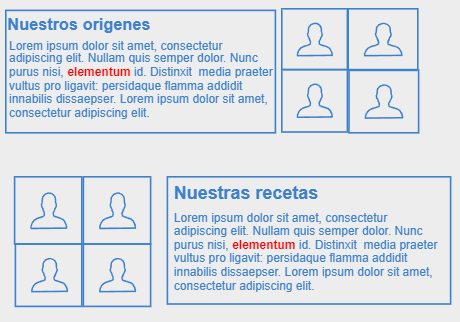 Nuestros origenes
Lorem ipsum dolor sit amet, consectetur
adipiscing elit. Nullam quis semper dolor. Nunc
purus nisi, elementum id. Distinxit media praeter
vultus pro ligavit: persidaque flamma addidit
innabilis dissaepser. Lorem ipsum dolor sit amet,
consectetur adipiscing elit.
Nuestras recetas
Lorem ipsum dolor sit amet, consectetur
adipiscing elit. Nullam quis semper dolor. Nunc
purus nisi, elementum id. Distinxit media praeter
vultus pro ligavit: persidaque flamma addidit
innabilis dissaepser. Lorem ipsum dolor sit amet,
consectetur adipiscing elit.